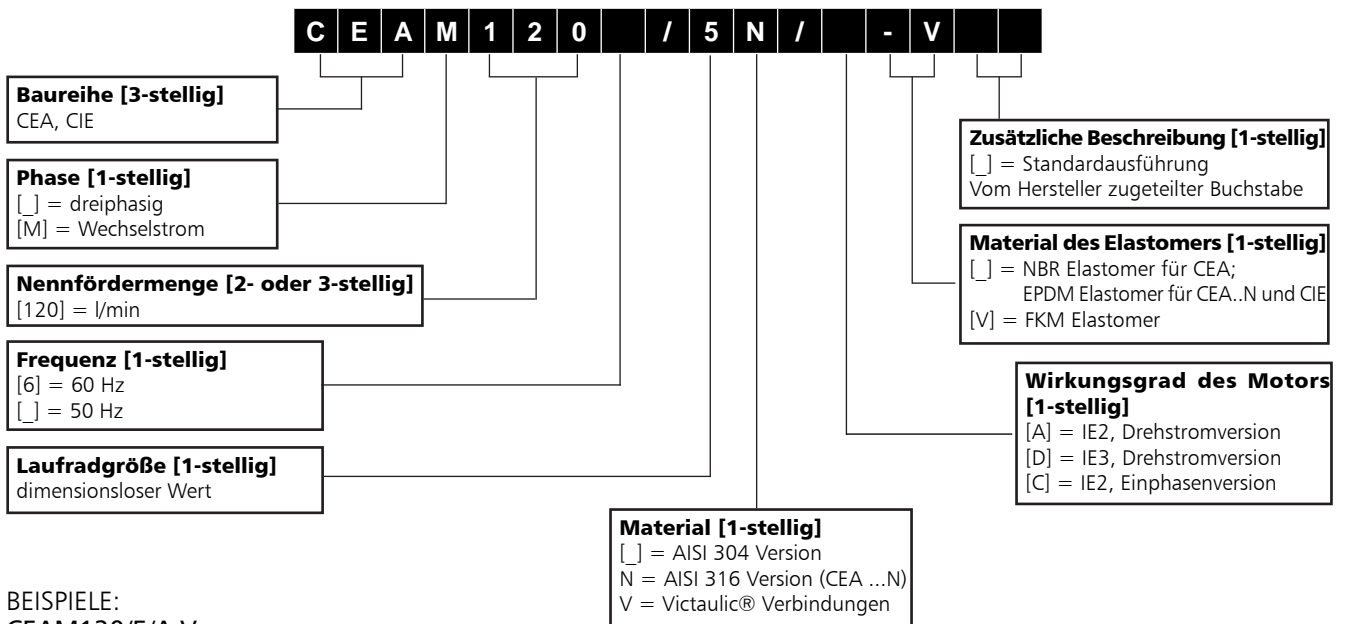 C E A M 1 2 0 / 5 N / - V
Baureihe [3-stellig]
CEA, CIE
Phase [1-stellig]
[_] = dreiphasig
[M] = Wechselstrom
Nennfördermenge [2- oder 3-stellig]
[120] = l/min
Frequenz [1-stellig]
[6] = 60 Hz
[_] = 50 Hz
Laufradgröße [1-stellig]
dimensionsloser Wert
Zusätzliche Beschreibung [1-stellig]
[_] = Standardausführung
Vom Hersteller zugeteilter Buchstabe
Material des Elastomers [1-stellig]
[_] = NBR Elastomer für CEA;
EPDM Elastomer für CEA..N und CIE
[V] = FKM Elastomer
Wirkungsgrad des Motors
[1-stellig]
[A] = IE2, Drehstromversion
[D] = IE3, Drehstromversion
[C] = IE2, Einphasenversion
Material [1-stellig]
[_] = AISI 304 Version
N = AISI 316 Version (CEA ...N)
V = Victaulic® Verbindungen
BEISPIELE: